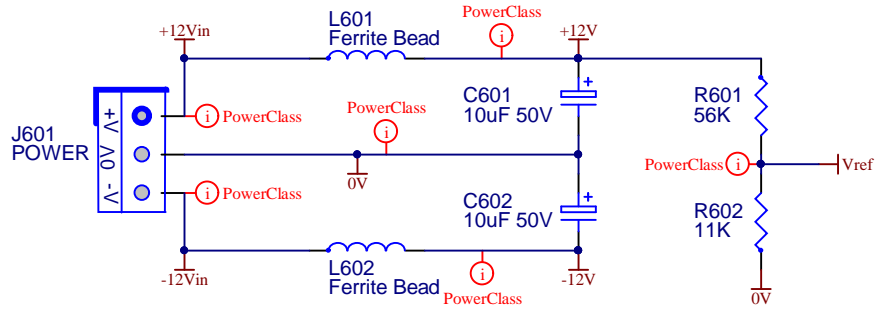 L601
Ferrite Bead
+12Vin
PowerClass
i
+12V
J601
POWER
+V
0V
-V
i PowerClass
PowerClass
i
0V
i PowerClass
C601
10uF 50V
C602
10uF 50V
R601
56K
PowerClass i
Vref
R602
11K
0V
-12Vin
L602
Ferrite Bead
i
PowerClass
-12V